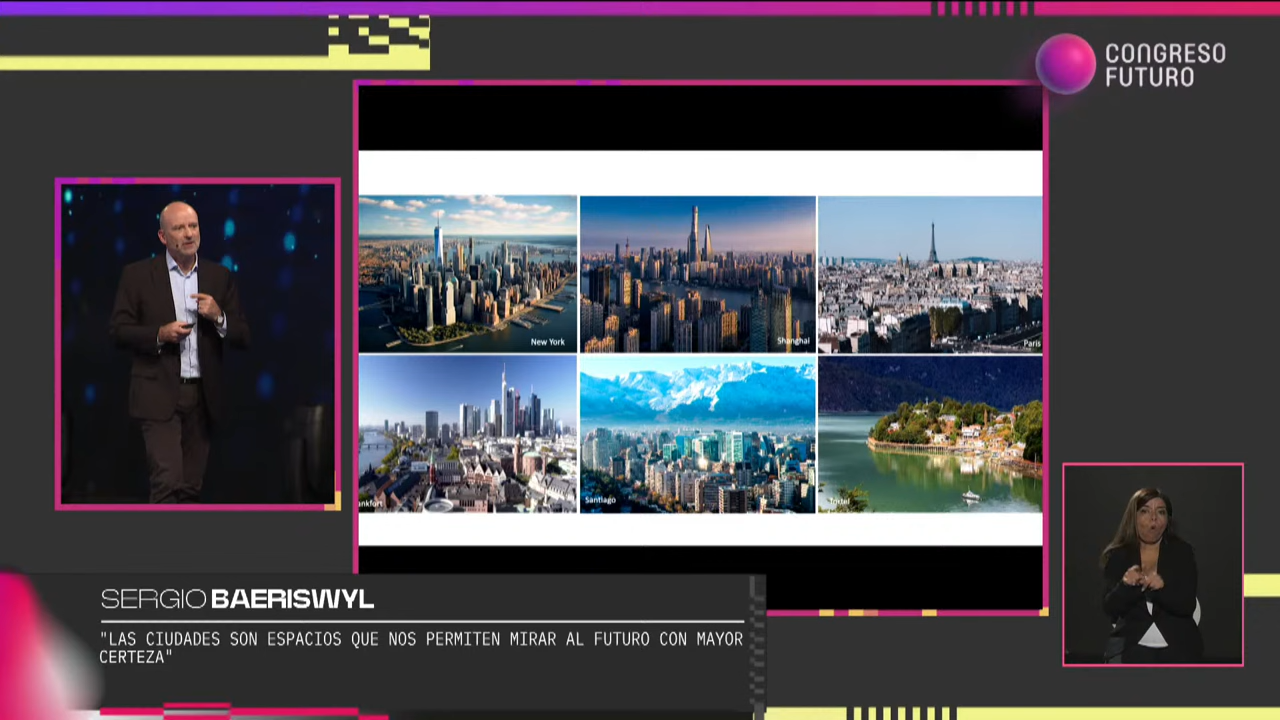 CONGRESO
FUTURO
New York
Shanghai
Paris
ankfort
Santiago
SERGIO BAERISWYL
"LAS CIUDADES SON ESPACIOS QUE NOS PERMITEN MIRAR AL FUTURO CON MAYOR
CERTEZA"